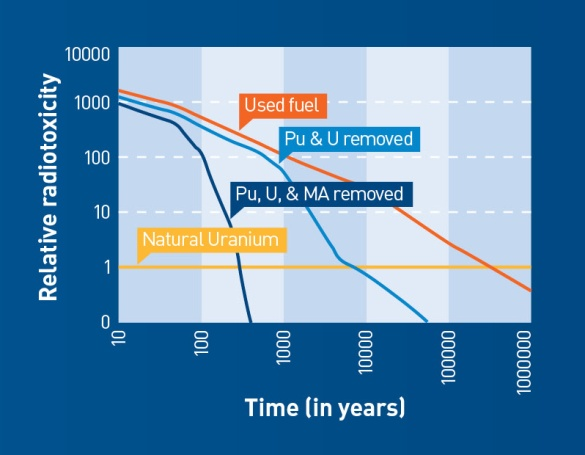 Relative radiotoxicity
10000
1000
100
10
1
0
Used fuel
Pu & U removed
Pu, U, & MA removed
Natural Uranium
10
100
1000
10000
100000
1000000
Time (in years)